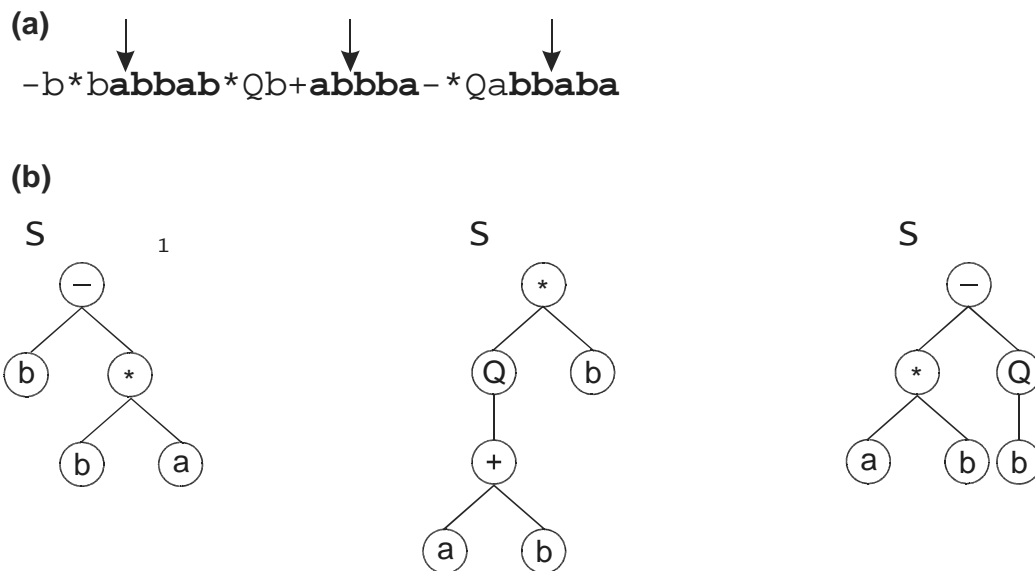 (a)
-b*babbab*Qb+abbba-*Qabbaba
(b)
S 1 S S
− * −
b * Q b * Q
b a + a b b
a b